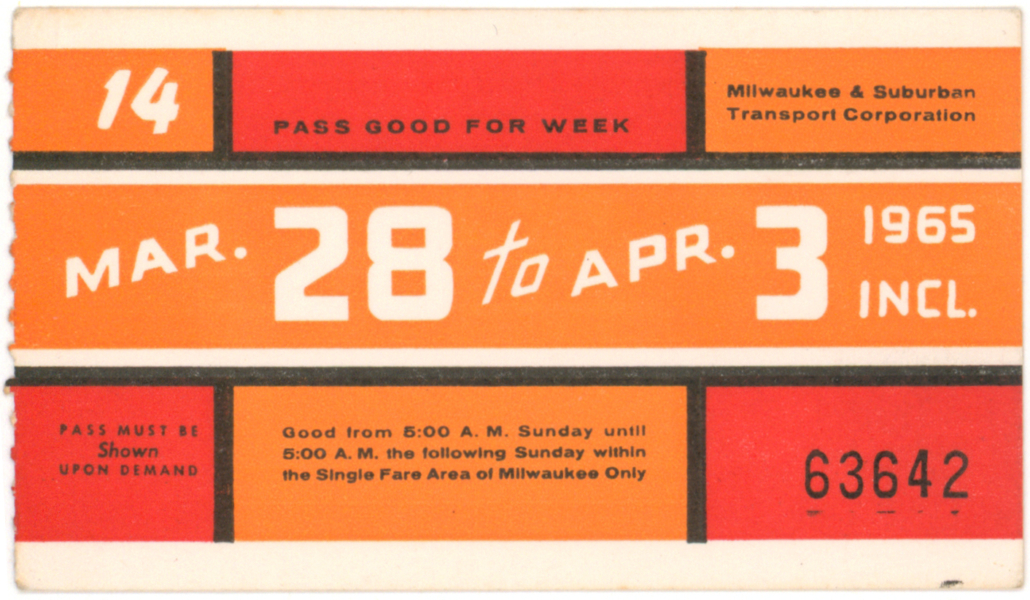 14
PASS GOOD FOR WEEK
Milwaukee & Suburban
Transport Corporation
MAR. 28 to APR. 3 1965
INCL.
PASS MUST BE
Shown
UPON DEMAND
Good from 5:00 A. M. Sunday until
5:00 A. M. the following Sunday within
the Single Fare Area of Milwaukee Only
63642